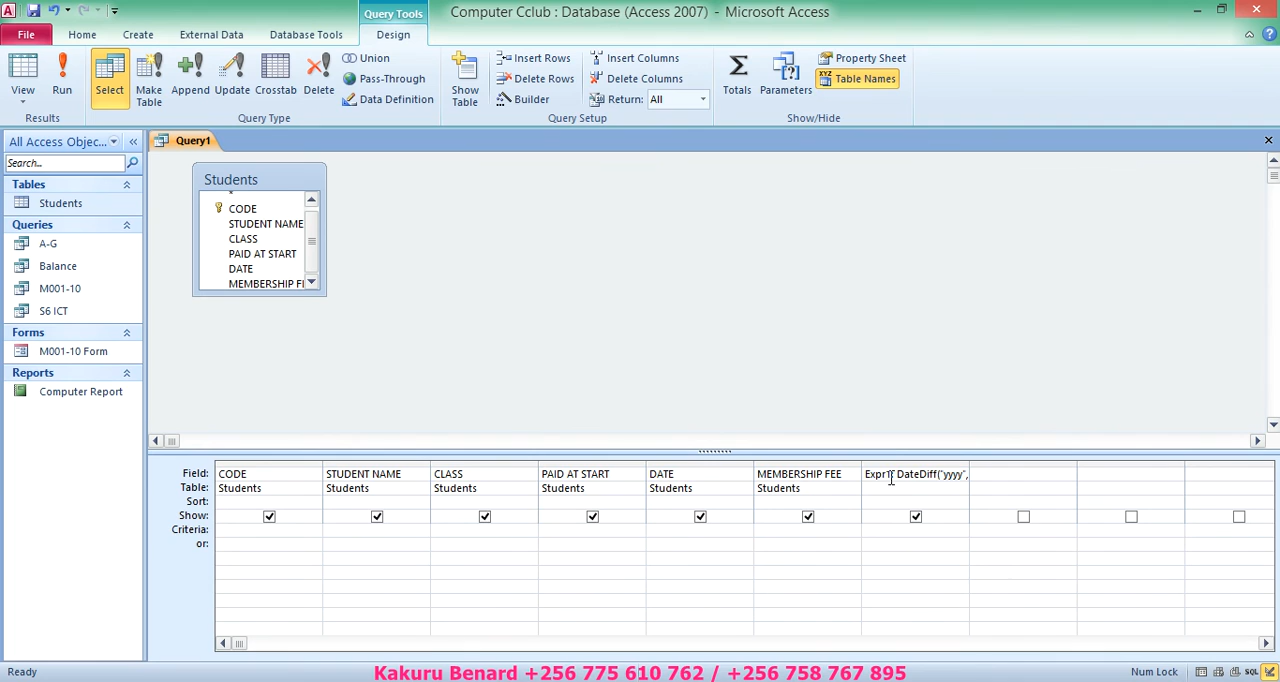 Query Tools
Computer Cclub : Database (Access 2007) - Microsoft Access
File Home Create External Data Database Tools Design
View Run Select Make Table Append Update Crosstab Delete
Union
Pass-Through
Data Definition
Show Table
Insert Rows
Delete Rows
Builder
Insert Columns
Delete Columns
Return: All
Totals Parameters
Property Sheet
Table Names
Results Query Type Query Setup Show/Hide
All Access Objec...
Search...
Tables
Students
Queries
A-G
Balance
M001-10
S6 ICT
Forms
M001-10 Form
Reports
Computer Report
Query1
Students
*
CODE
STUDENT NAME
CLASS
PAID AT START
DATE
MEMBERSHIP FE
Field: CODE STUDENT NAME CLASS PAID AT START DATE MEMBERSHIP FEE Expr1: DateDiff("yyyy",
Table: Students Students Students Students Students Students
Sort:
Show:
Criteria:
or:
Ready
Kakuru Benard +256 775 610 762 / +256 758 767 895
Num Lock
SQL